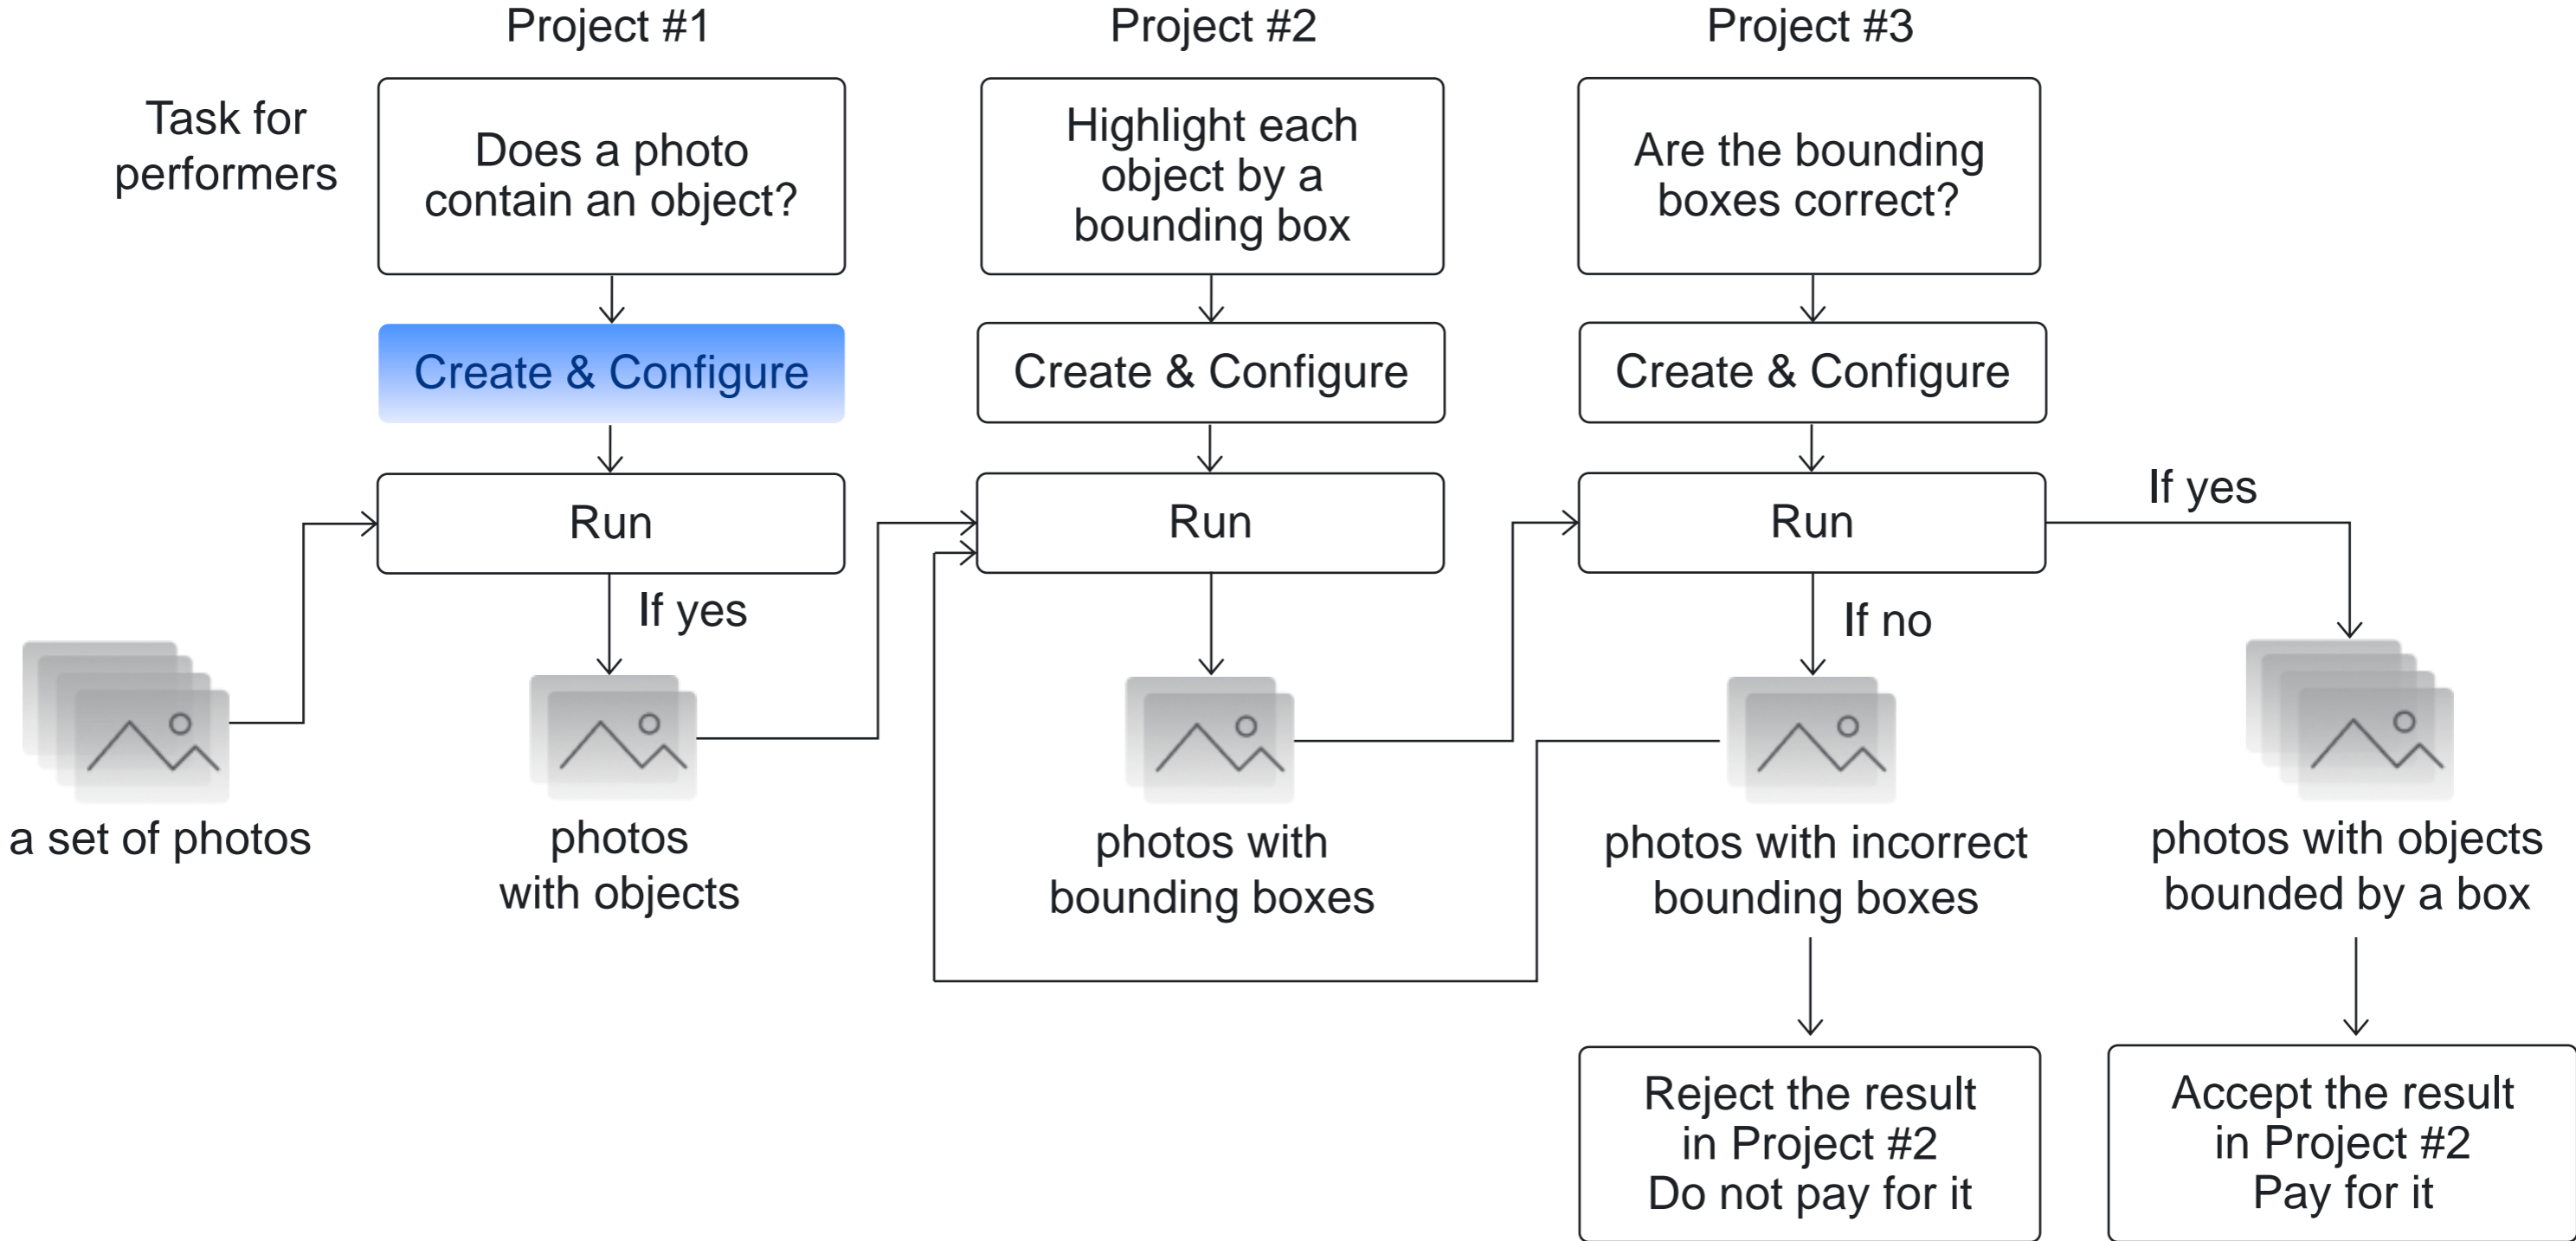 Project #1
Project #2
Project #3
Task for
performers
Does a photo
contain an object?
Highlight each
object by a
bounding box
Are the bounding
boxes correct?
Create & Configure
Create & Configure
Create & Configure
Run
Run
Run
If yes
If yes
If no
a set of photos
photos
with objects
photos with
bounding boxes
photos with incorrect
bounding boxes
photos with objects
bounded by a box
Reject the result
in Project #2
Do not pay for it
Accept the result
in Project #2
Pay for it